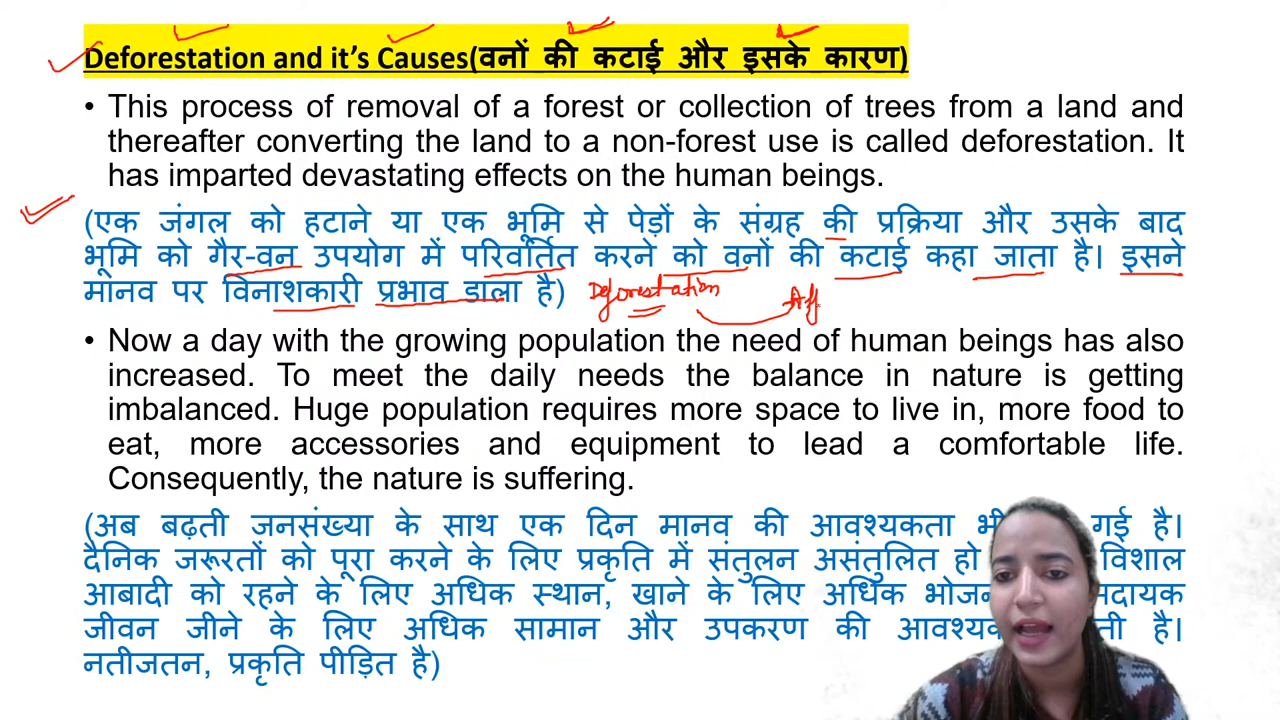 Deforestation and it's Causes(वनों की कटाई और इसके कारण)
• This process of removal of a forest or collection of trees from a land and
thereafter converting the land to a non-forest use is called deforestation. It
has imparted devastating effects on the human beings.
(एक जंगल को हटाने या एक भूमि से पेड़ों के संग्रह की प्रक्रिया और उसके बाद
भूमि को गैर-वन उपयोग में परिवर्तित करने को वनों की कटाई कहा जाता है। इसने
मानव पर विनाशकारी प्रभाव डाला है) Deforestation Aff
• Now a day with the growing population the need of human beings has also
increased. To meet the daily needs the balance in nature is getting
imbalanced. Huge population requires more space to live in, more food to
eat, more accessories and equipment to lead a comfortable life.
Consequently, the nature is suffering.
(अब बढ़ती जनसंख्या के साथ एक दिन मानव की आवश्यकता गई है।
दैनिक जरूरतों को पूरा करने के लिए प्रकृति में संतुलन असंतुलित हो विशाल
आबादी को रहने के लिए अधिक स्थान, खाने के लिए अधिक
जीवन जीने के लिए अधिक सामान और उपकरण की है।
नतीजतन, प्रकृति पीड़ित है)